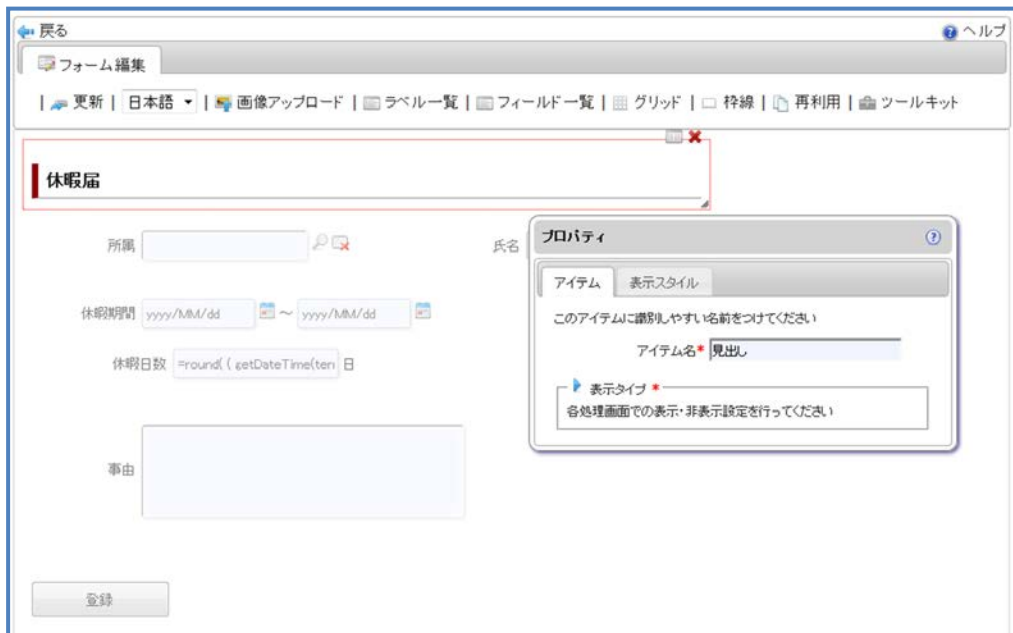 戻る ヘルプ
フォーム編集
| 更新 | 日本語 | 画像アップロード | ラベル一覧 | フィールド一覧 | グリッド | 枠線 | 再利用 | ツールキット
休暇届
所属 氏名
プロパティ
アイテム 表示スタイル
このアイテムに識別しやすい名前をつけてください
アイテム名* 見出し
表示タイプ *
各処理画面での表示・非表示設定を行ってください
休暇期間 yyyy/MM/dd ～ yyyy/MM/dd
休暇日数 =round( ( getDateTime(ten 日
事由
登録